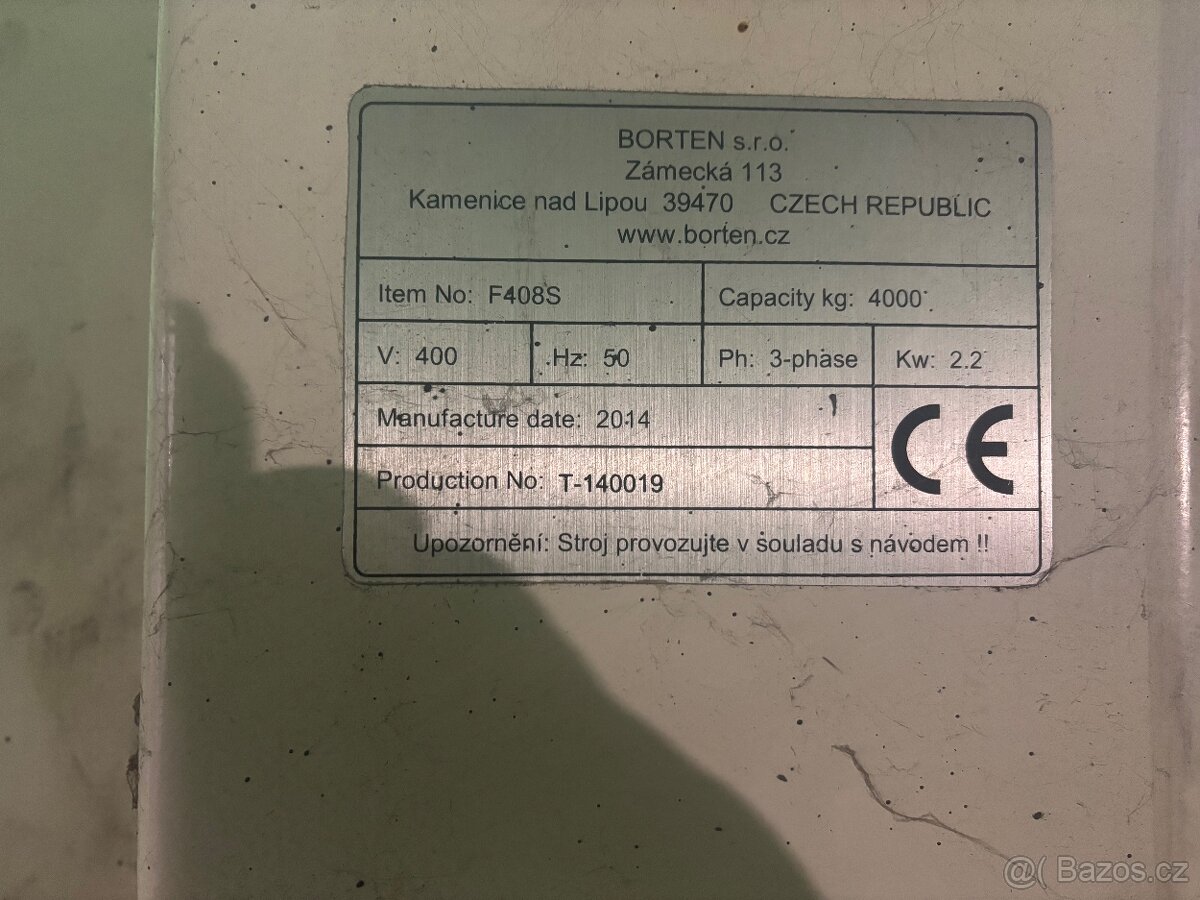 BORTEN s.r.o.
Zámecká 113
Kamenice nad Lipou 39470 CZECH REPUBLIC
www.borten.cz
Item No: F408S Capacity kg: 4000
V: 400 Hz: 50 Ph: 3-phase Kw: 2.2
Manufacture date: 2014
CE
Production No: T-140019
Upozornění: Stroj provozujte v souladu s návodem !!
@( Bazos.cz